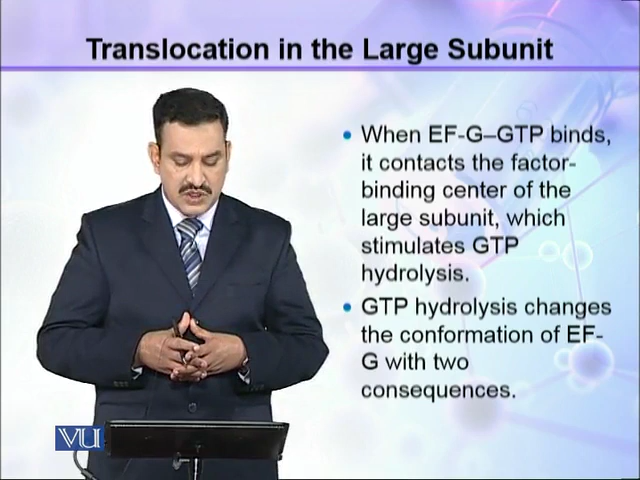 Translocation in the Large Subunit
• When EF-G–GTP binds,
it contacts the factor-
binding center of the
large subunit, which
stimulates GTP
hydrolysis.
• GTP hydrolysis changes
the conformation of EF-
G with two
consequences.
VU